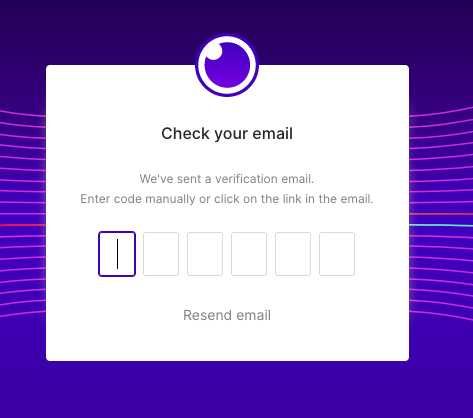 Check your email
We've sent a verification email.
Enter code manually or click on the link in the email.
Resend email